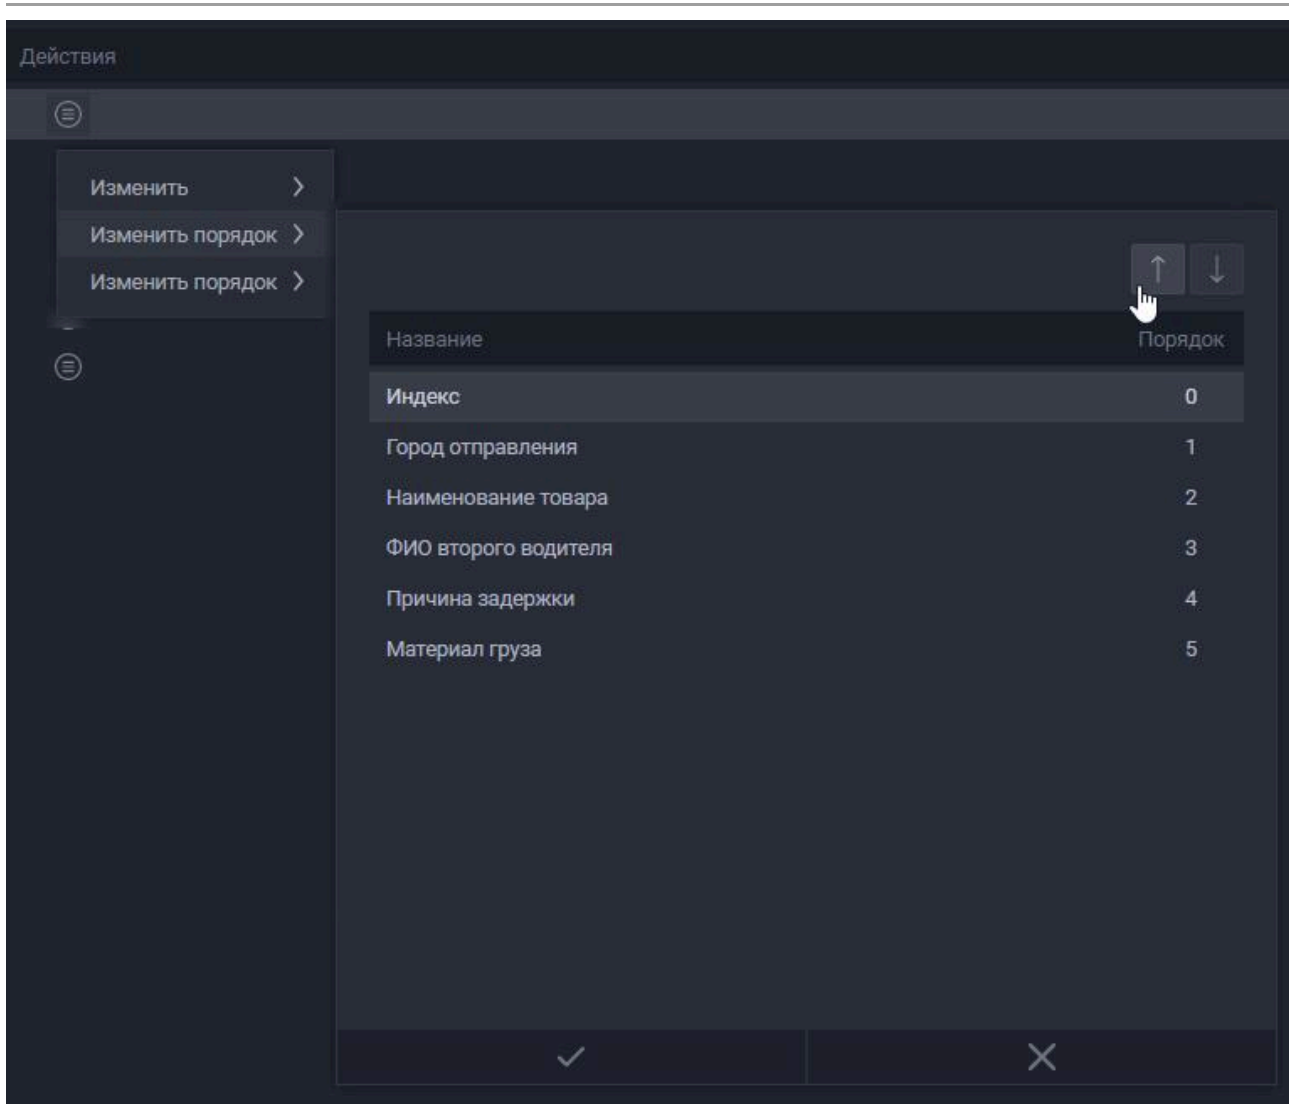 Действия
Изменить
Изменить порядок
Изменить порядок
Название Порядок
Индекс 0
Город отправления 1
Наименование товара 2
ФИО второго водителя 3
Причина задержки 4
Материал груза 5